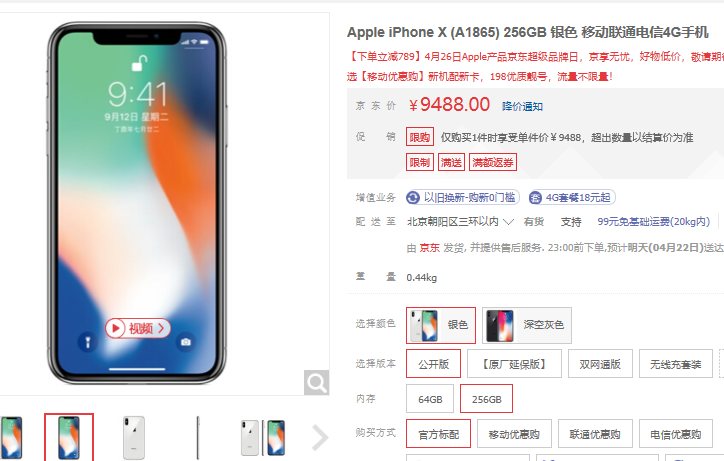 Apple iPhone X (A1865) 256GB 银色 移动联通电信4G手机
【下单立减789】4月26日Apple产品京东超级品牌日，京享无忧，好物低价，敬请期
选【移动优惠购】新机配新卡，198优质靓号，流量不限量！
京东价 ￥9488.00 降价通知
促销 限购 仅购买1件时享受单件价￥9488，超出数量以结算价为准
限制 满送 满额返券
增值业务 以旧换新-购新0门槛 4G套餐18元起
配送至 北京朝阳区三环以内 有货 支持 99元免基础运费(20kg内)
由 京东 发货, 并提供售后服务. 23:00前下单,预计明天(04月22日)送达
重量 0.44kg
选择颜色 银色 深空灰色
选择版本 公开版 【原厂延保版】 双网通版 无线充套装
内存 64GB 256GB
购买方式 官方标配 移动优惠购 联通优惠购 电信优惠购
9:41
9月12日 星期二
丁酉年七月廿二
视频